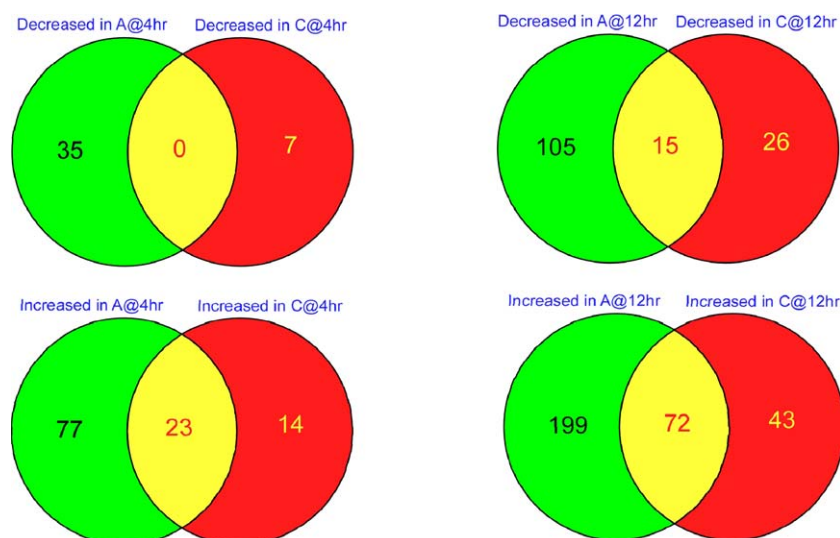 Decreased in A@4hr Decreased in C@4hr
35 0 7
Decreased in A@12hr Decreased in C@12hr
105 15 26
Increased in A@4hr Increased in C@4hr
77 23 14
Increased in A@12hr Increased in C@12hr
199 72 43